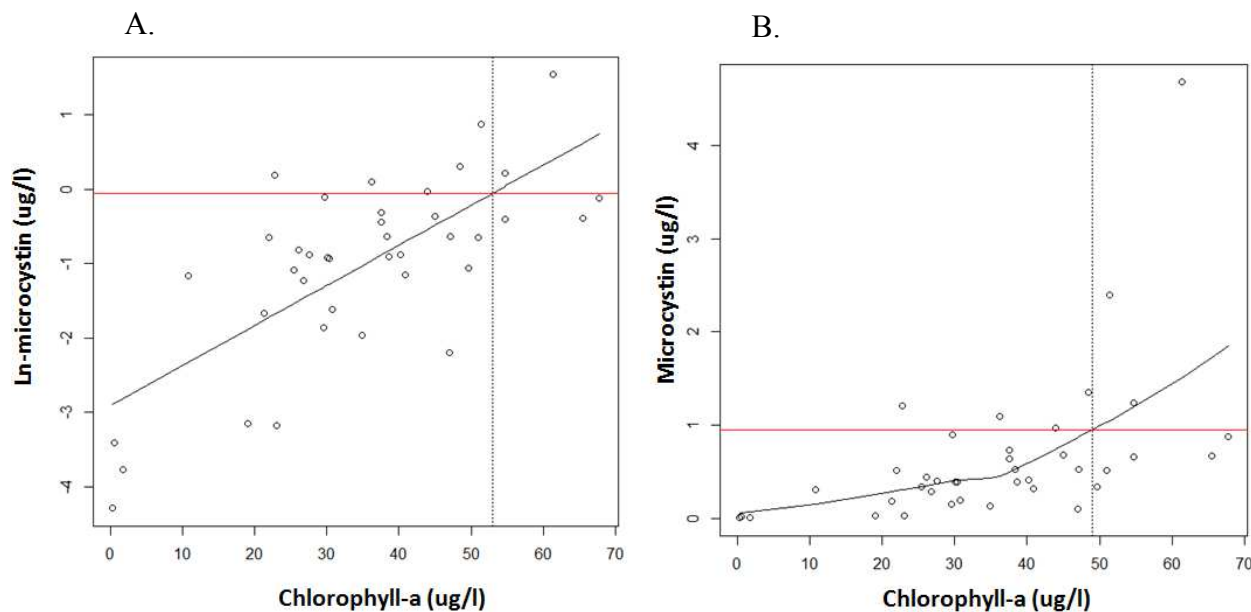 A.
B.
Ln-microcystin (ug/l)
1
0
-1
-2
-3
-4
0 10 20 30 40 50 60 70
Chlorophyll-a (ug/l)
Microcystin (ug/l)
4
3
2
1
0
0 10 20 30 40 50 60 70
Chlorophyll-a (ug/l)